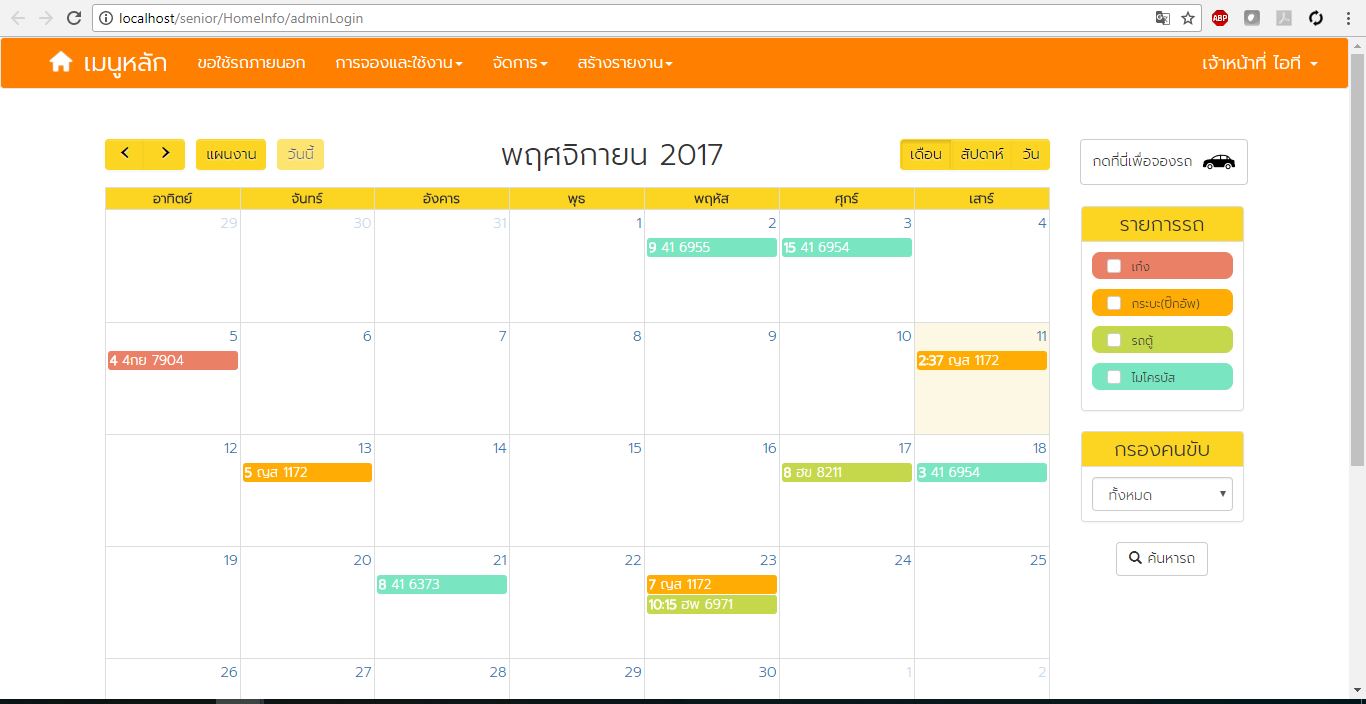 localhost/senior/HomeInfo/adminLogin
ABP
เมนูหลัก ขอใช้รถภายนอก การจองและใช้งาน จัดการ สร้างรายงาน เจ้าหน้าที่ ไอที
แผนงาน วันนี้ พฤศจิกายน 2017 เดือน สัปดาห์ วัน
กดที่นี่เพื่อจองรถ
อาทิตย์ จันทร์ อังคาร พุธ พฤหัส ศุกร์ เสาร์
29 30 31 1 2 3 4
9 41 6955 15 41 6954
5 6 7 8 9 10 11
4 4กย 7904 2:37 ญส 1172
12 13 14 15 16 17 18
5 ญส 1172 8 ฮย 8211 3 41 6954
19 20 21 22 23 24 25
8 41 6373 7 ญส 1172
10:15 ฮพ 6971
26 27 28 29 30 1 2
รายการรถ
เก๋ง
กระบะ(ปิ๊กอัพ)
รถตู้
ไมโครบัส
กรองคนขับ
ทั้งหมด
ค้นหารถ